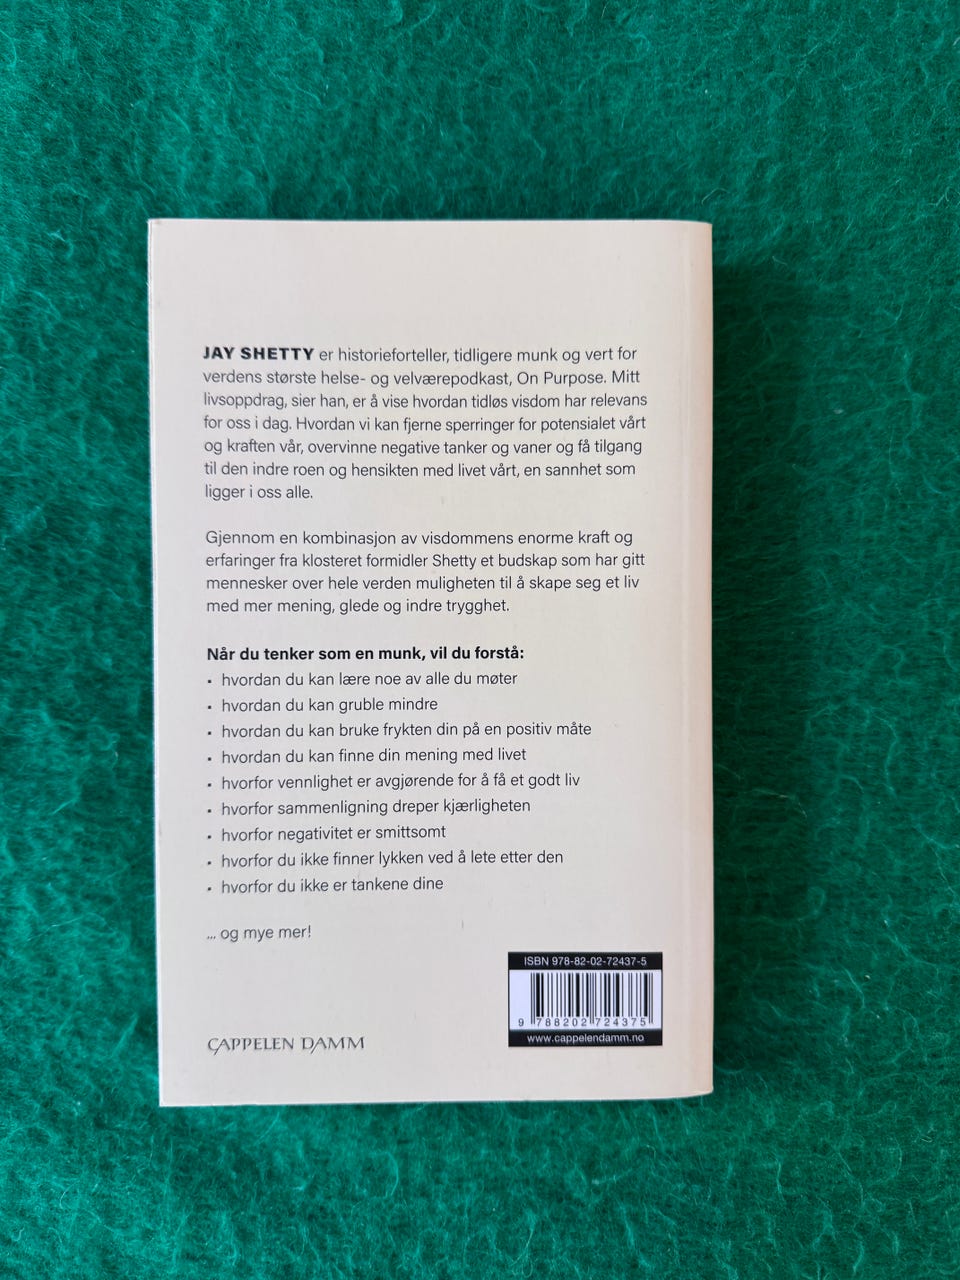 JAY SHETTY er historieforteller, tidligere munk og vert for
verdens største helse- og velværepodkast, On Purpose. Mitt
livsoppdrag, sier han, er å vise hvordan tidløs visdom har relevans
for oss i dag. Hvordan vi kan fjerne sperringer for potensialet vårt
og kraften vår, overvinne negative tanker og vaner og få tilgang
til den indre roen og hensikten med livet vårt, en sannhet som
ligger i oss alle.
Gjennom en kombinasjon av visdommens enorme kraft og
erfaringer fra klosteret formidler Shetty et budskap som har gitt
mennesker over hele verden muligheten til å skape seg et liv
med mer mening, glede og indre trygghet.
Når du tenker som en munk, vil du forstå:
• hvordan du kan lære noe av alle du møter
• hvordan du kan gruble mindre
• hvordan du kan bruke frykten din på en positiv måte
• hvordan du kan finne din mening med livet
• hvorfor vennlighet er avgjørende for å få et godt liv
• hvorfor sammenligning dreper kjærligheten
• hvorfor negativitet er smittsomt
• hvorfor du ikke finner lykken ved å lete etter den
• hvorfor du ikke er tankene dine
... og mye mer!
ISBN 978-82-02-72437-5
9 788202 724375
www.cappelendamm.no
CAPPELEN DAMM